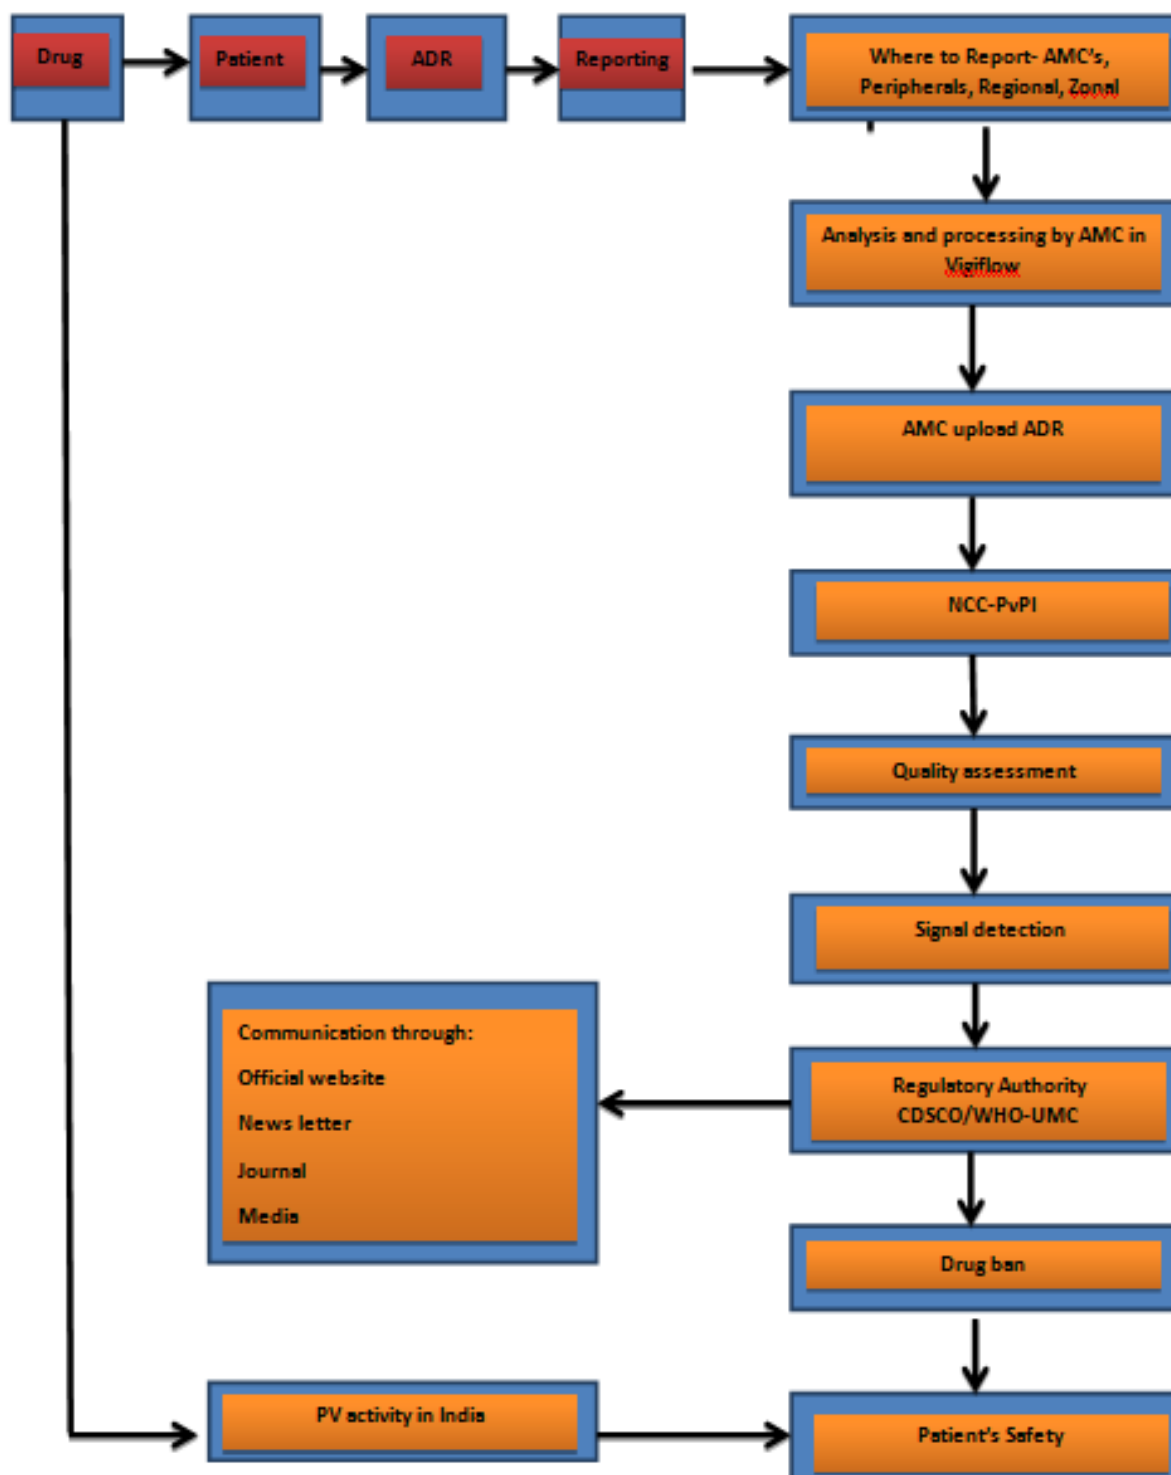 Drug
Patient
ADR
Reporting
Where to Report- AMC's,
Peripherals, Regional, Zonal
Analysis and processing by AMC in
Vigiflow
AMC upload ADR
NCC-PvPI
Quality assessment
Signal detection
Communication through:
Official website
News letter
Journal
Media
Regulatory Authority
CDSCO/WHO-UMC
Drug ban
PV activity in India
Patient's Safety